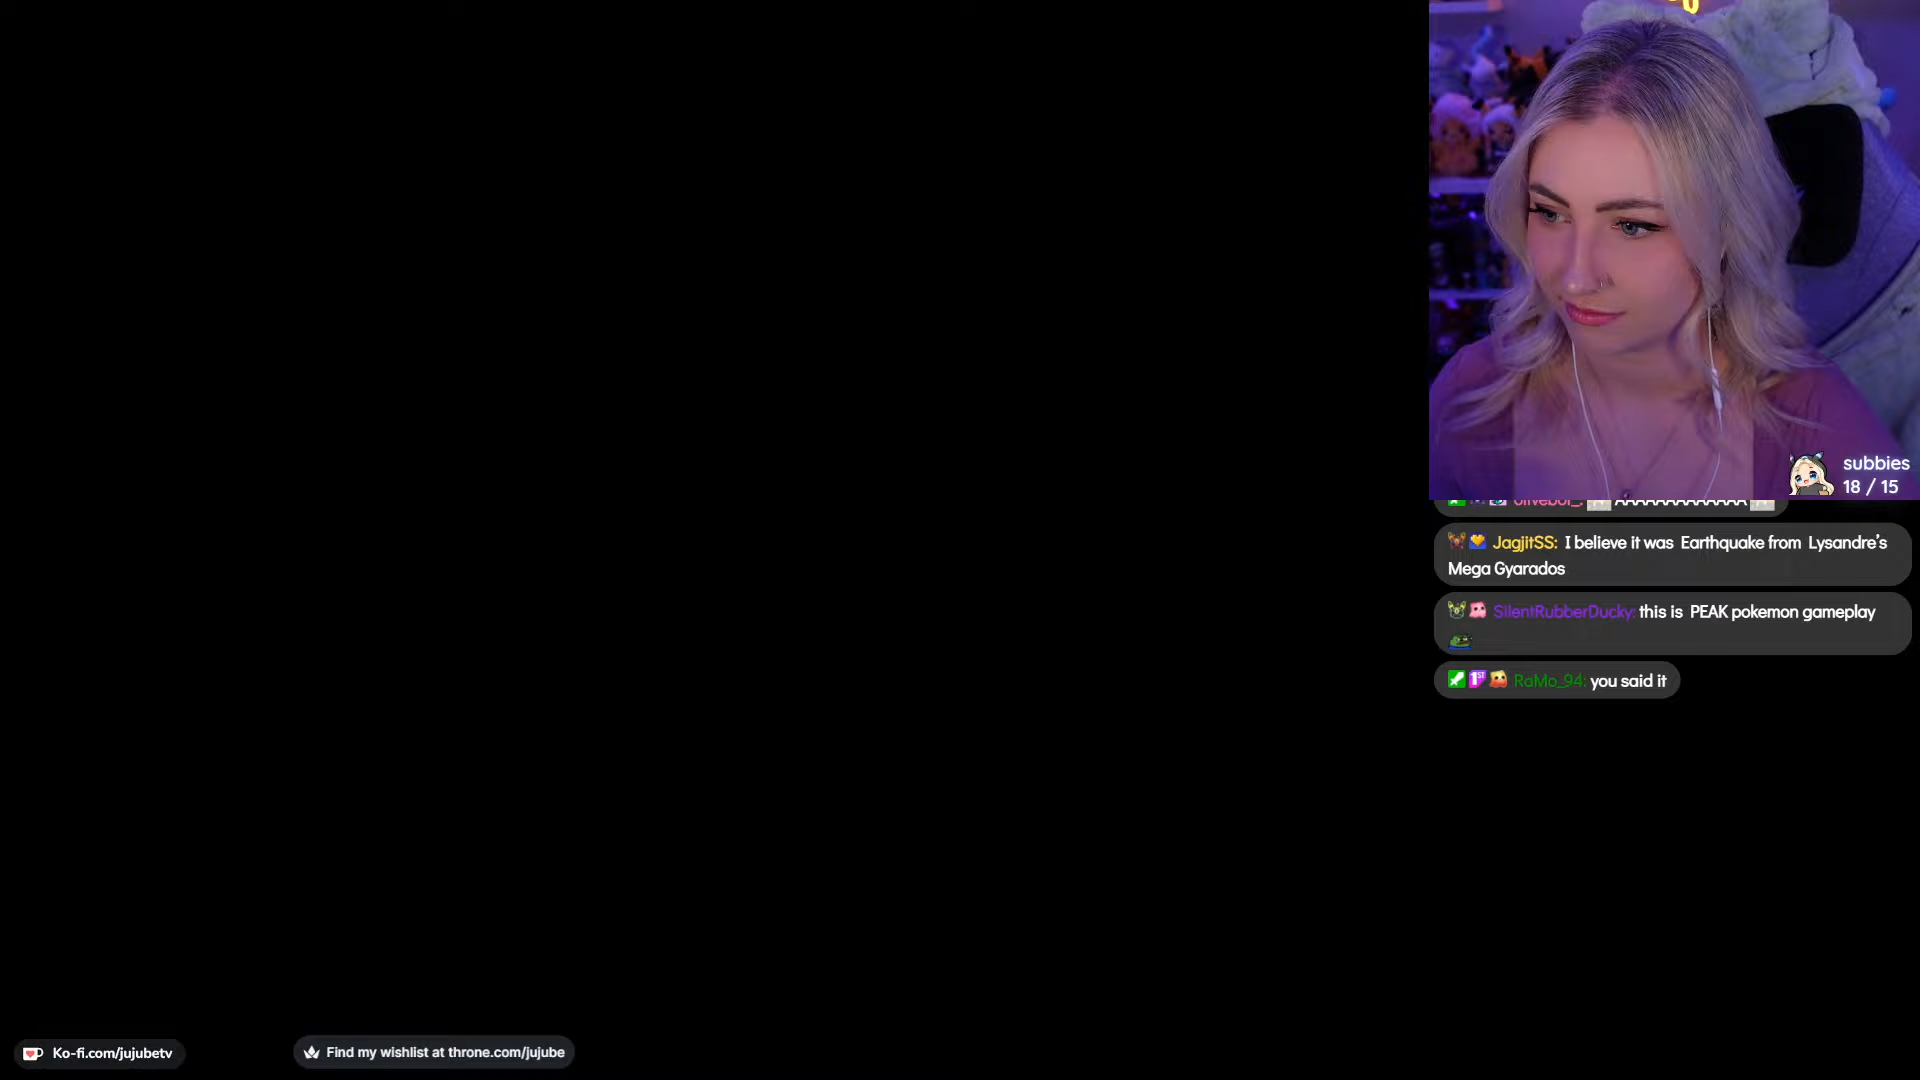 subbies
18 / 15
JagjitSS: I believe it was Earthquake from Lysandre's
Mega Gyarados
SilentRubberDucky: this is PEAK pokemon gameplay
1ST RaMo_94: you said it
Ko-fi.com/jujubetv
Find my wishlist at throne.com/jujube